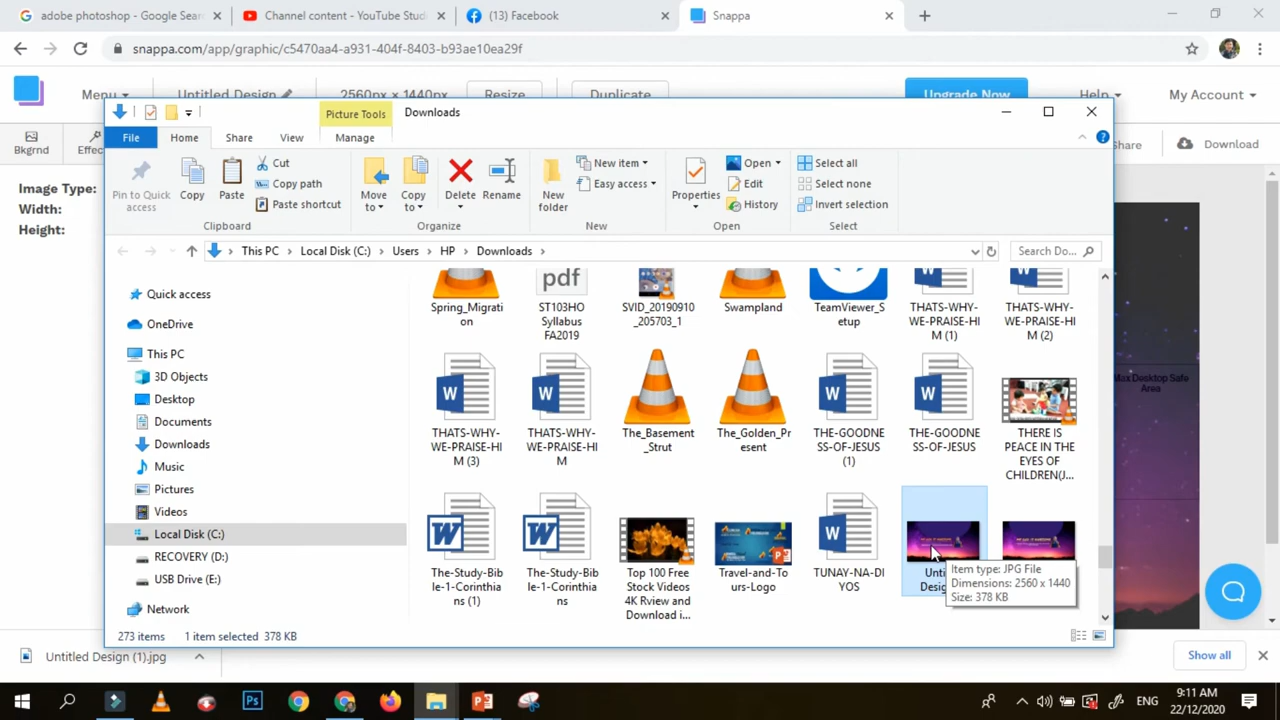 adobe photoshop - Google Searc
Channel content - YouTube Stud
(13) Facebook
Snappa
snappa.com/app/graphic/c5470aa4-a931-404f-8403-b93ae10ea29f
Menu
Untitled Design
2560px × 1440px
Resize
Duplicate
Upgrade Now
Help
My Account
Bkgrnd
Effec
Share
Download
Image Type:
Width:
Height:
Max Desktop Safe
Area
Picture Tools
Downloads
File
Home
Share
View
Manage
Pin to Quick
access
Copy
Paste
Cut
Copy path
Paste shortcut
Clipboard
Move
to
Copy
to
Delete
Rename
Organize
New
folder
New item
Easy access
New
Properties
Open
Edit
History
Open
Select all
Select none
Invert selection
Select
This PC
Local Disk (C:)
Users
HP
Downloads
Search Do...
Quick access
OneDrive
This PC
3D Objects
Desktop
Documents
Downloads
Music
Pictures
Videos
Local Disk (C:)
RECOVERY (D:)
USB Drive (E:)
Network
Spring_Migrati
on
pdf
ST103HO
Syllabus
FA2019
SVID_20190910
_205703_1
Swampland
TeamViewer_S
etup
THATS-WHY-
WE-PRAISE-HI
M (1)
THATS-WHY-
WE-PRAISE-HI
M (2)
THATS-WHY-
WE-PRAISE-HI
M (3)
THATS-WHY-
WE-PRAISE-HI
M
The_Basement
_Strut
The_Golden_Pr
esent
THE-GOODNE
SS-OF-JESUS
(1)
THE-GOODNE
SS-OF-JESUS
THERE IS
PEACE IN THE
EYES OF
CHILDREN(J...
The-Study-Bib
le-1-Corinthia
ns (1)
The-Study-Bib
le-1-Corinthia
ns
Top 100 Free
Stock Videos
4K Rview and
Download i...
Travel-and-To
urs-Logo
TUNAY-NA-DI
YOS
Unti
Desig
Item type: JPG File
Dimensions: 2560 x 1440
Size: 378 KB
273 items
1 item selected 378 KB
Untitled Design (1).jpg
Show all
ENG
9:11 AM
22/12/2020